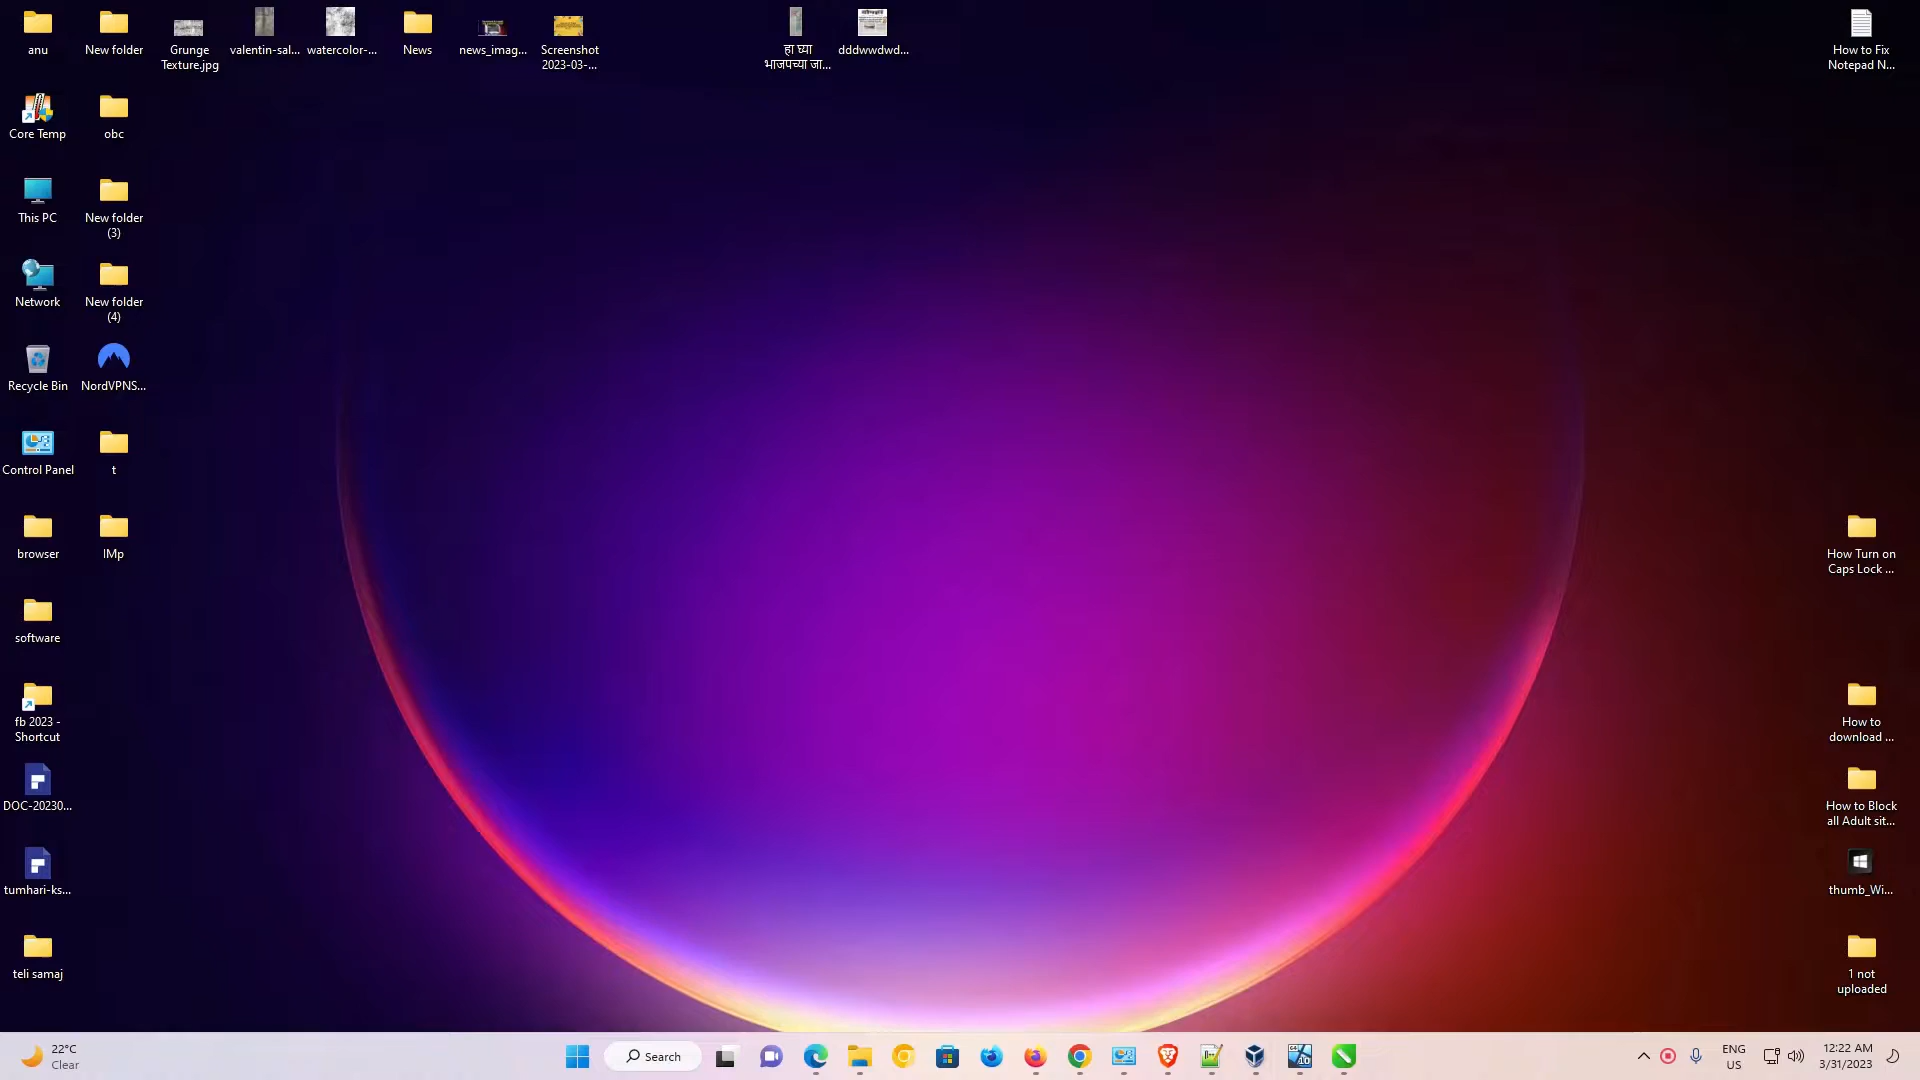 anu
New folder
Grunge
Texture.jpg
valentin-sal...
watercolor-...
News
news_imag...
Screenshot
2023-03-...
हा घ्या
भाजपच्या जा...
dddwwdwd...
How to Fix
Notepad N...
Core Temp
obc
This PC
New folder
(3)
Network
New folder
(4)
Recycle Bin
NordVPNS...
Control Panel
t
browser
IMp
How Turn on
Caps Lock ...
software
fb 2023 -
Shortcut
How to
download ...
DOC-20230...
How to Block
all Adult sit...
tumhari-ks...
thumb_Wi...
teli samaj
1 not
uploaded
22°C
Clear
Search
ENG
US
12:22 AM
3/31/2023